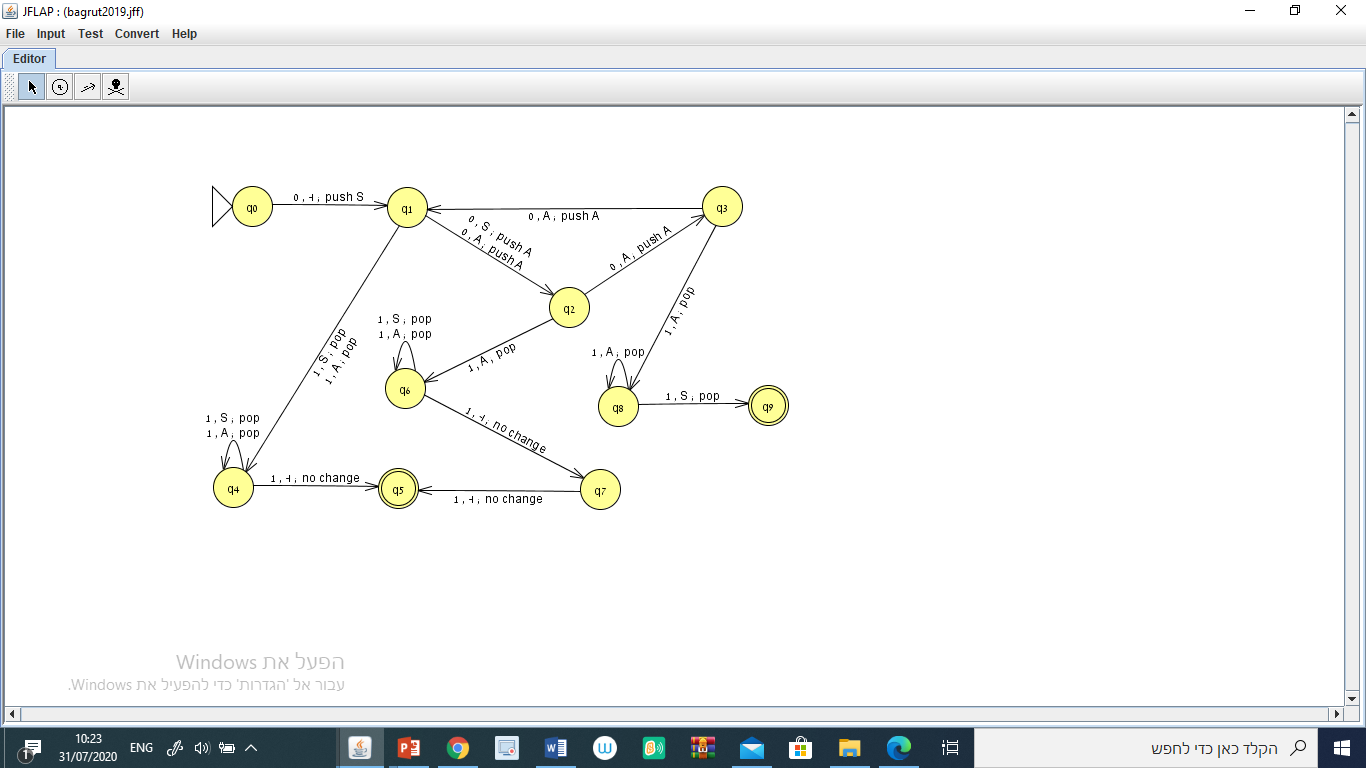 JFLAP : (bagrut2019.jff)
File Input Test Convert Help
Editor
q0
0 , ⊣ ; push S
q1
0 , A ; push A
q3
0 , S ; push A
0 , A ; push A
0 , A ; push A
q2
1 , S ; pop
1 , A ; pop
1 , S ; pop
1 , A ; pop
q6
1 , A ; pop
1 , A ; pop
1 , A ; pop
q8
1 , S ; pop
q9
1 , ⊣ ; no change
1 , S ; pop
1 , A ; pop
q4
1 , ⊣ ; no change
q5
1 , ⊣ ; no change
q7
הפעל את Windows
עבור אל 'הגדרות' כדי להפעיל את Windows.
1
10:23
31/07/2020
ENG
הקלד כאן כדי לחפש